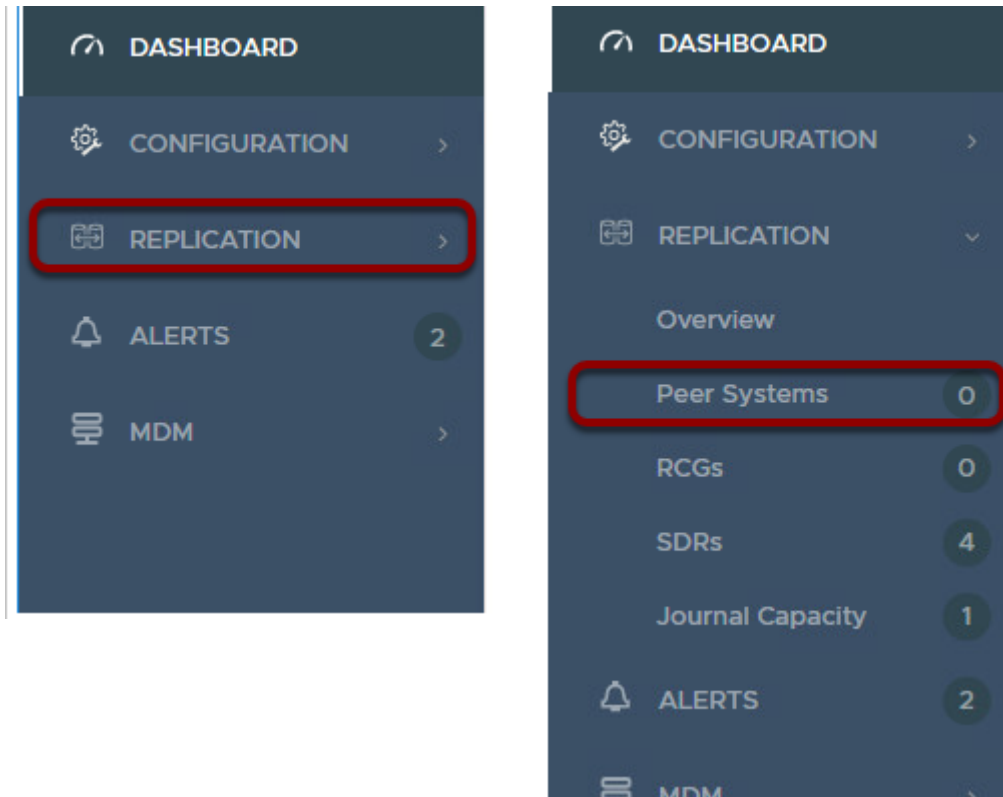 DASHBOARD
CONFIGURATION
REPLICATION
ALERTS 2
MDM
DASHBOARD
CONFIGURATION
REPLICATION
Overview
Peer Systems 0
RCGs 0
SDRs 4
Journal Capacity 1
ALERTS 2
MDM